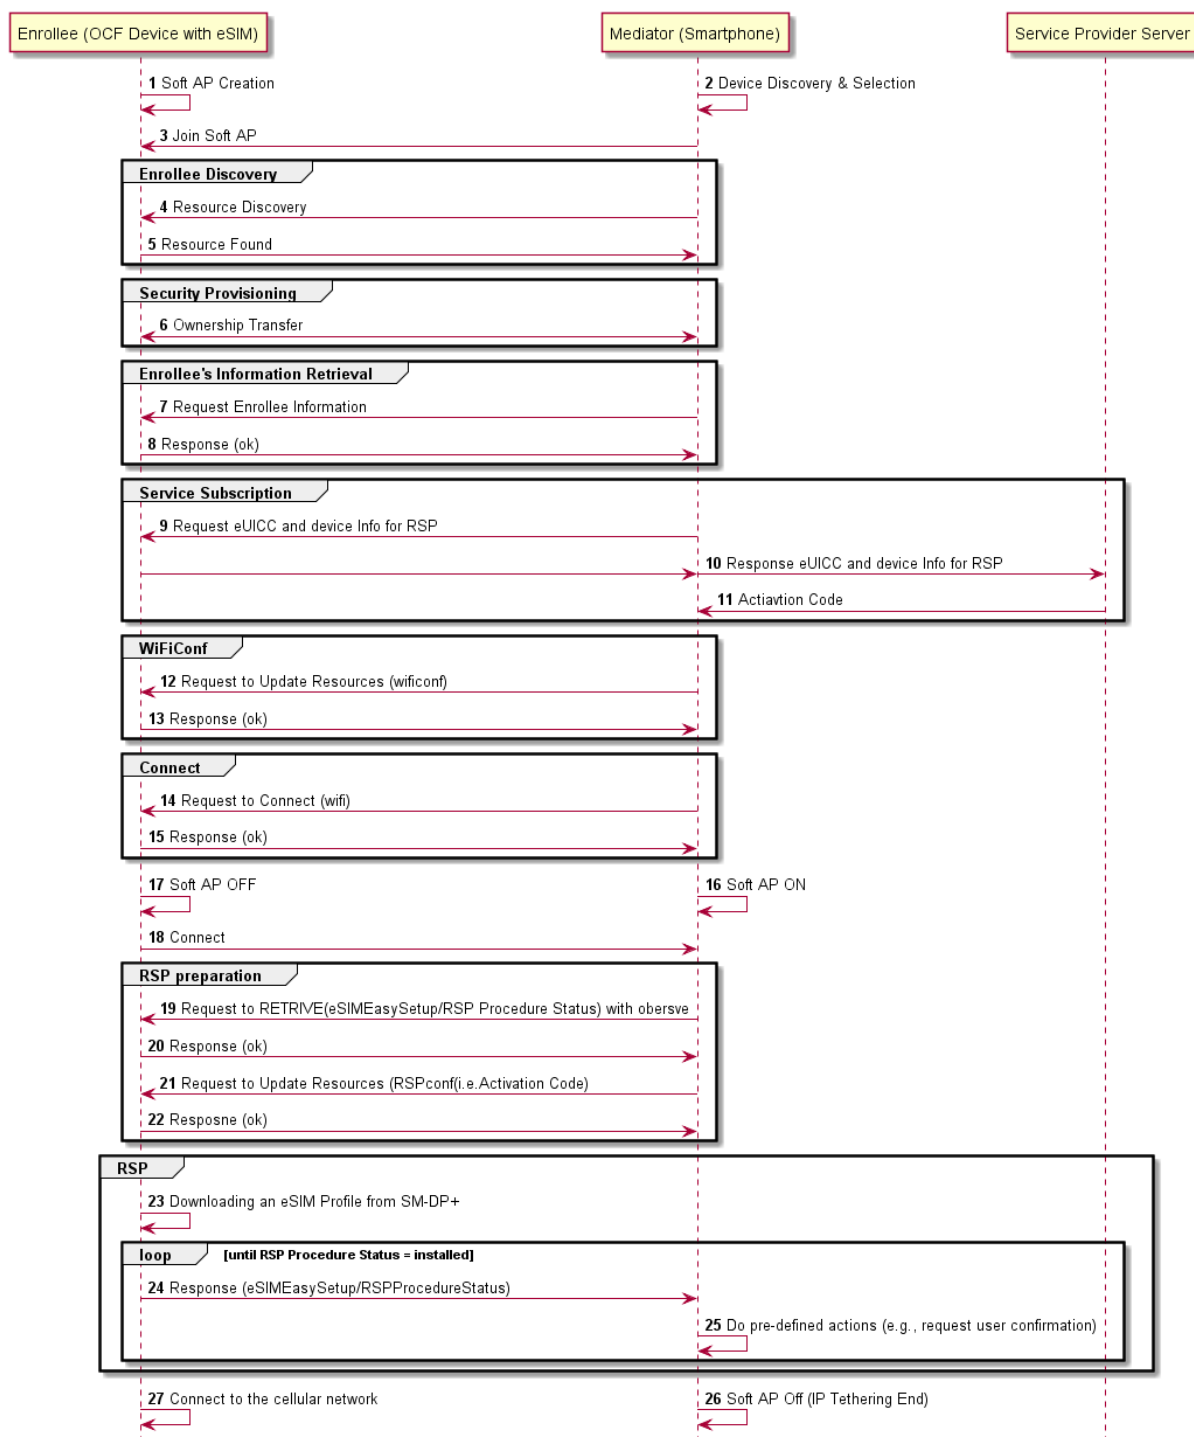 Enrollee (OCF Device with eSIM)
Mediator (Smartphone)
Service Provider Server
1 Soft AP Creation
2 Device Discovery & Selection
3 Join Soft AP
Enrollee Discovery
4 Resource Discovery
5 Resource Found
Security Provisioning
6 Ownership Transfer
Enrollee's Information Retrieval
7 Request Enrollee Information
8 Response (ok)
Service Subscription
9 Request eUICC and device Info for RSP
10 Response eUICC and device Info for RSP
11 Actiavtion Code
WiFiConf
12 Request to Update Resources (wificonf)
13 Response (ok)
Connect
14 Request to Connect (wifi)
15 Response (ok)
17 Soft AP OFF
16 Soft AP ON
18 Connect
RSP preparation
19 Request to RETRIVE(eSIMEasySetup/RSP Procedure Status) with obersve
20 Response (ok)
21 Request to Update Resources (RSPconf(i.e.Activation Code)
22 Resposne (ok)
RSP
23 Downloading an eSIM Profile from SM-DP+
loop [until RSP Procedure Status = installed]
24 Response (eSIMEasySetup/RSPProcedureStatus)
25 Do pre-defined actions (e.g., request user confirmation)
27 Connect to the cellular network
26 Soft AP Off (IP Tethering End)